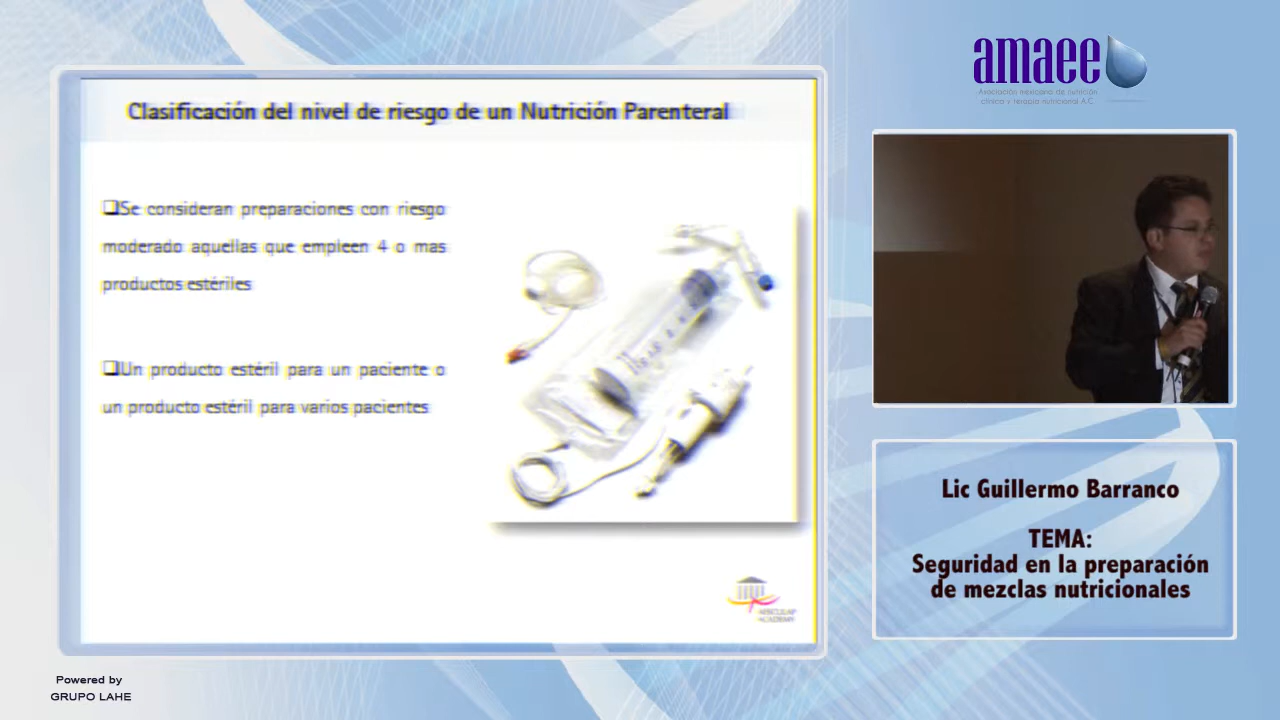 Clasificación del nivel de riesgo de un Nutrición Parenteral
Se consideran preparaciones con riesgo
moderado aquellas que empleen 4 o mas
productos estériles
Un producto estéril para un paciente o
un producto estéril para varios pacientes
AESCULAP
ACADEMY
amaee
Asociación mexicana de nutrición
clínica y terapia nutricional A.C.
Lic Guillermo Barranco
TEMA:
Seguridad en la preparación
de mezclas nutricionales
Powered by
GRUPO LAHE